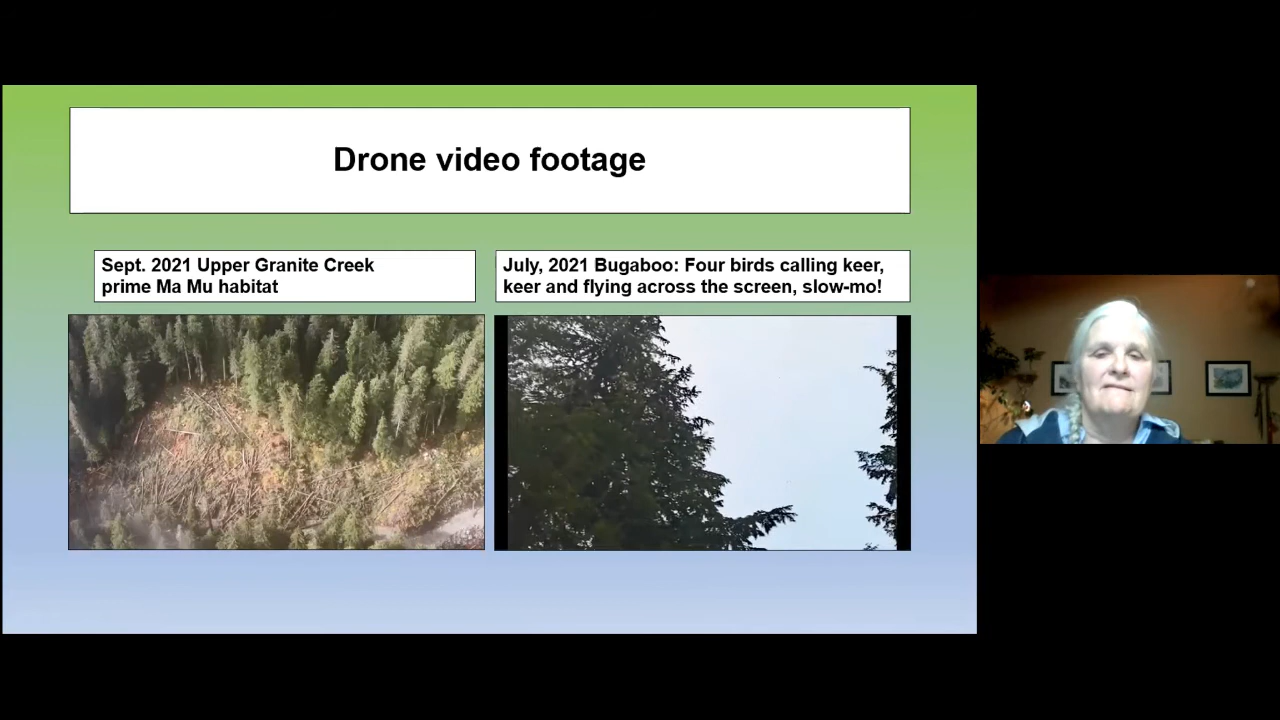 Drone video footage
Sept. 2021 Upper Granite Creek
prime Ma Mu habitat
July, 2021 Bugaboo: Four birds calling keer,
keer and flying across the screen, slow-mo!